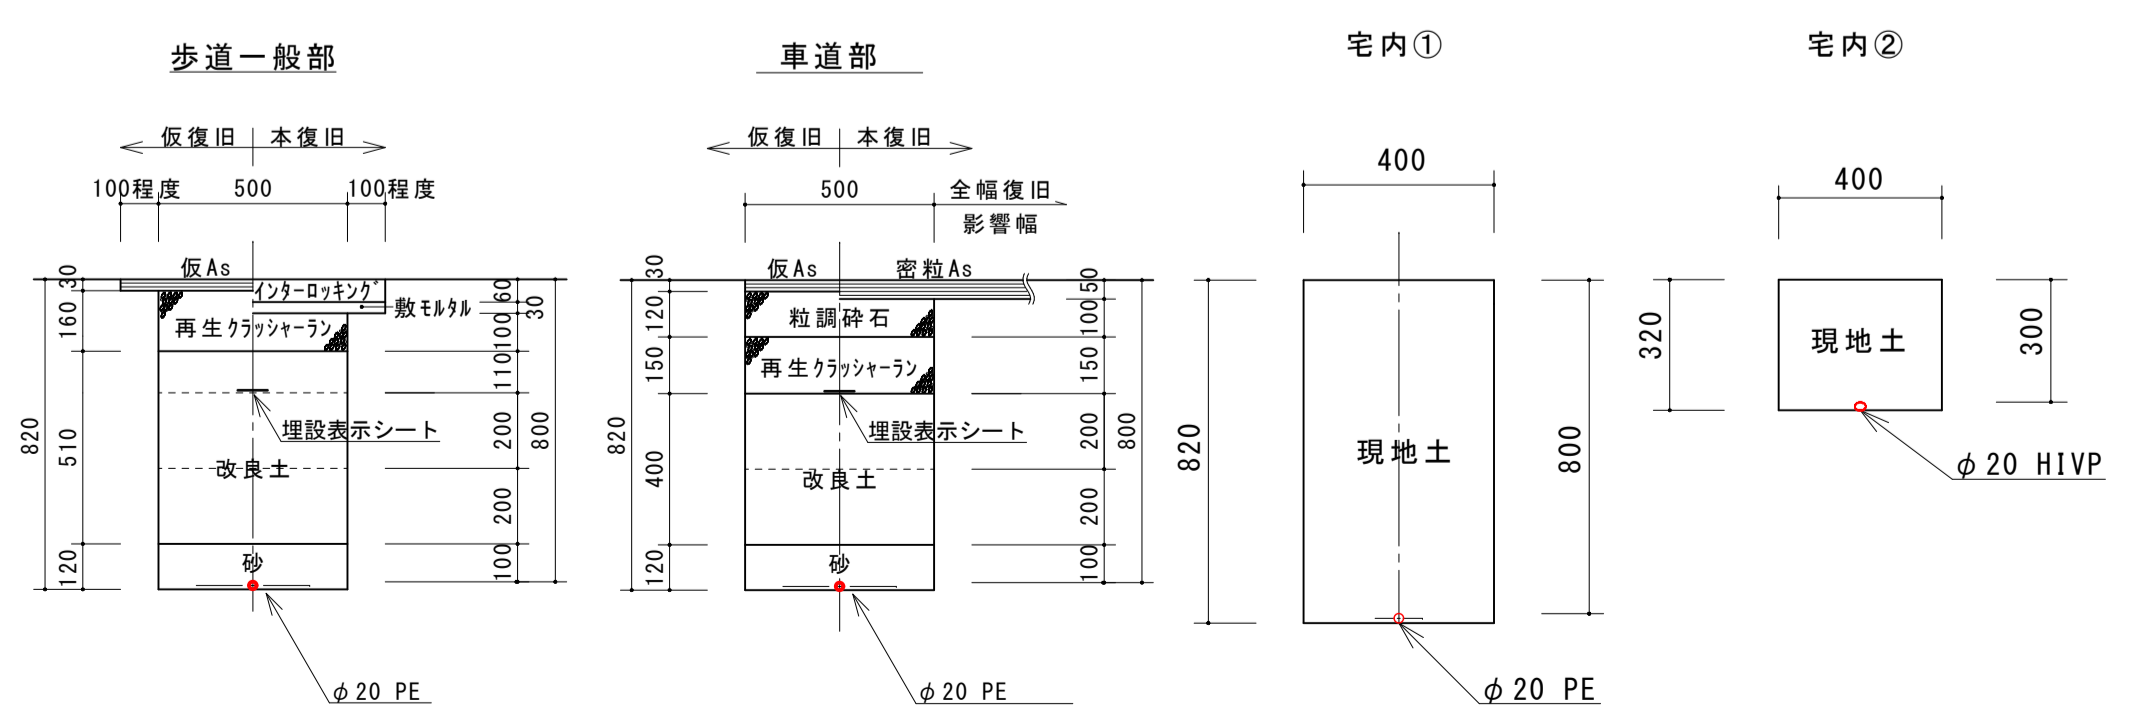 歩道一般部
仮復旧 本復旧
100程度 500 100程度
仮As
インターロッキング
敷モルタル
再生クラッシャーラン
埋設表示シート
改良土
砂
φ20 PE
30
160
510
120
820
60
30
100
110
200
200
100
800
車道部
仮復旧 本復旧
500 全幅復旧
影響幅
仮As 密粒As
粒調砕石
再生クラッシャーラン
埋設表示シート
改良土
砂
φ20 PE
30
120
150
400
120
820
50
100
150
200
200
100
800
宅内①
400
820
現地土
800
φ20 PE
宅内②
400
320
現地土
300
φ20 HIVP